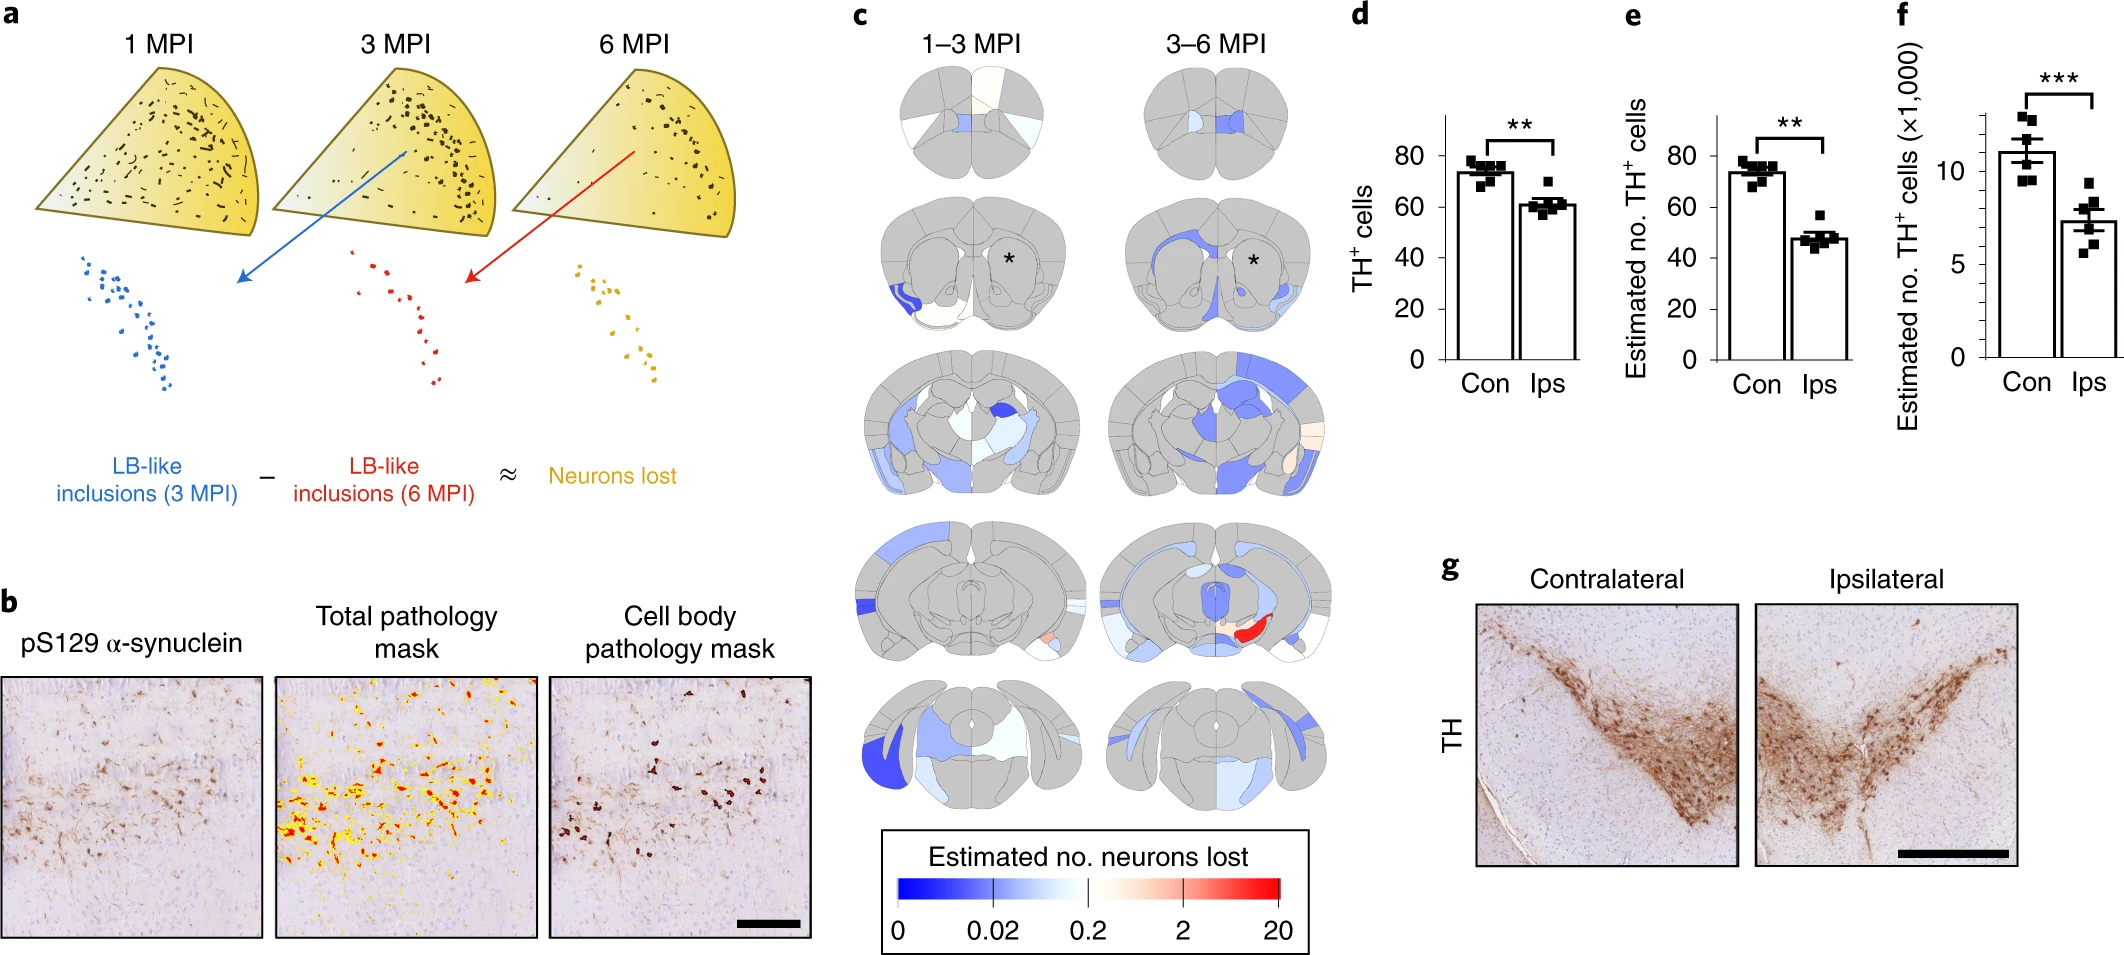 a
1 MPI
3 MPI
6 MPI
LB-like
inclusions (3 MPI)
–
LB-like
inclusions (6 MPI)
≈
Neurons lost
b
pS129 α-synuclein
Total pathology
mask
Cell body
pathology mask
c
1–3 MPI
3–6 MPI
*
*
Estimated no. neurons lost
0 0.02 0.2 2 20
d
TH+ cells
**
80
60
40
20
0
Con Ips
e
Estimated no. TH+ cells
**
80
60
40
20
0
Con Ips
f
Estimated no. TH+ cells (×1,000)
***
10
5
0
Con Ips
g
Contralateral
Ipsilateral
TH